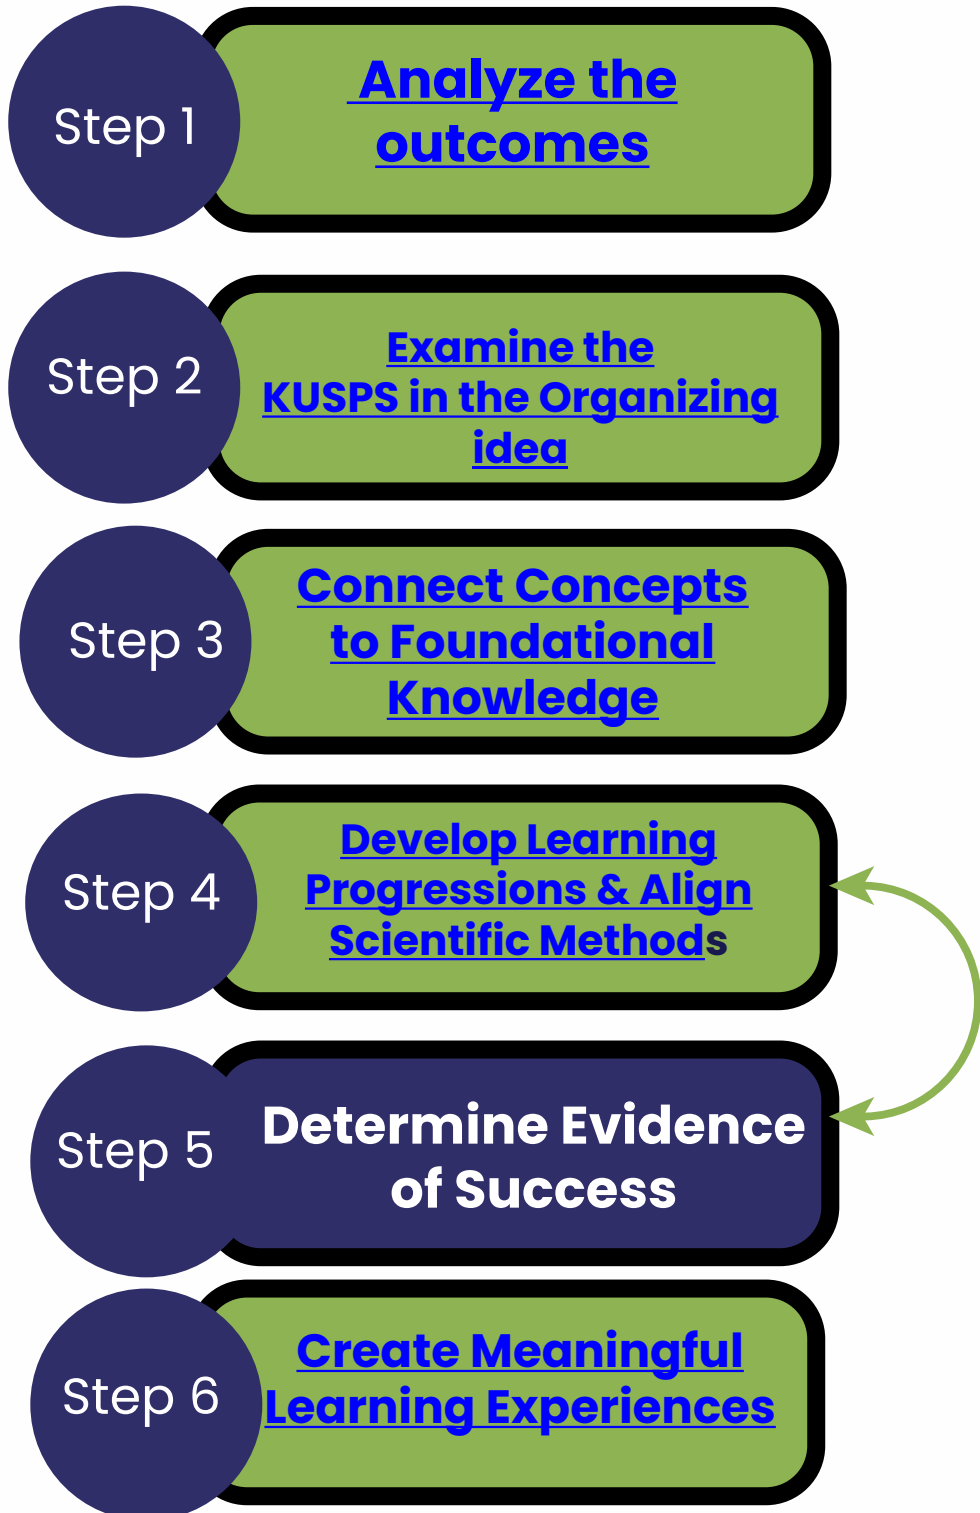 Step 1
Analyze the
outcomes
Step 2
Examine the
KUSPS in the Organizing
idea
Step 3
Connect Concepts
to Foundational
Knowledge
Step 4
Develop Learning
Progressions & Align
Scientific Methods
Step 5
Determine Evidence
of Success
Step 6
Create Meaningful
Learning Experiences